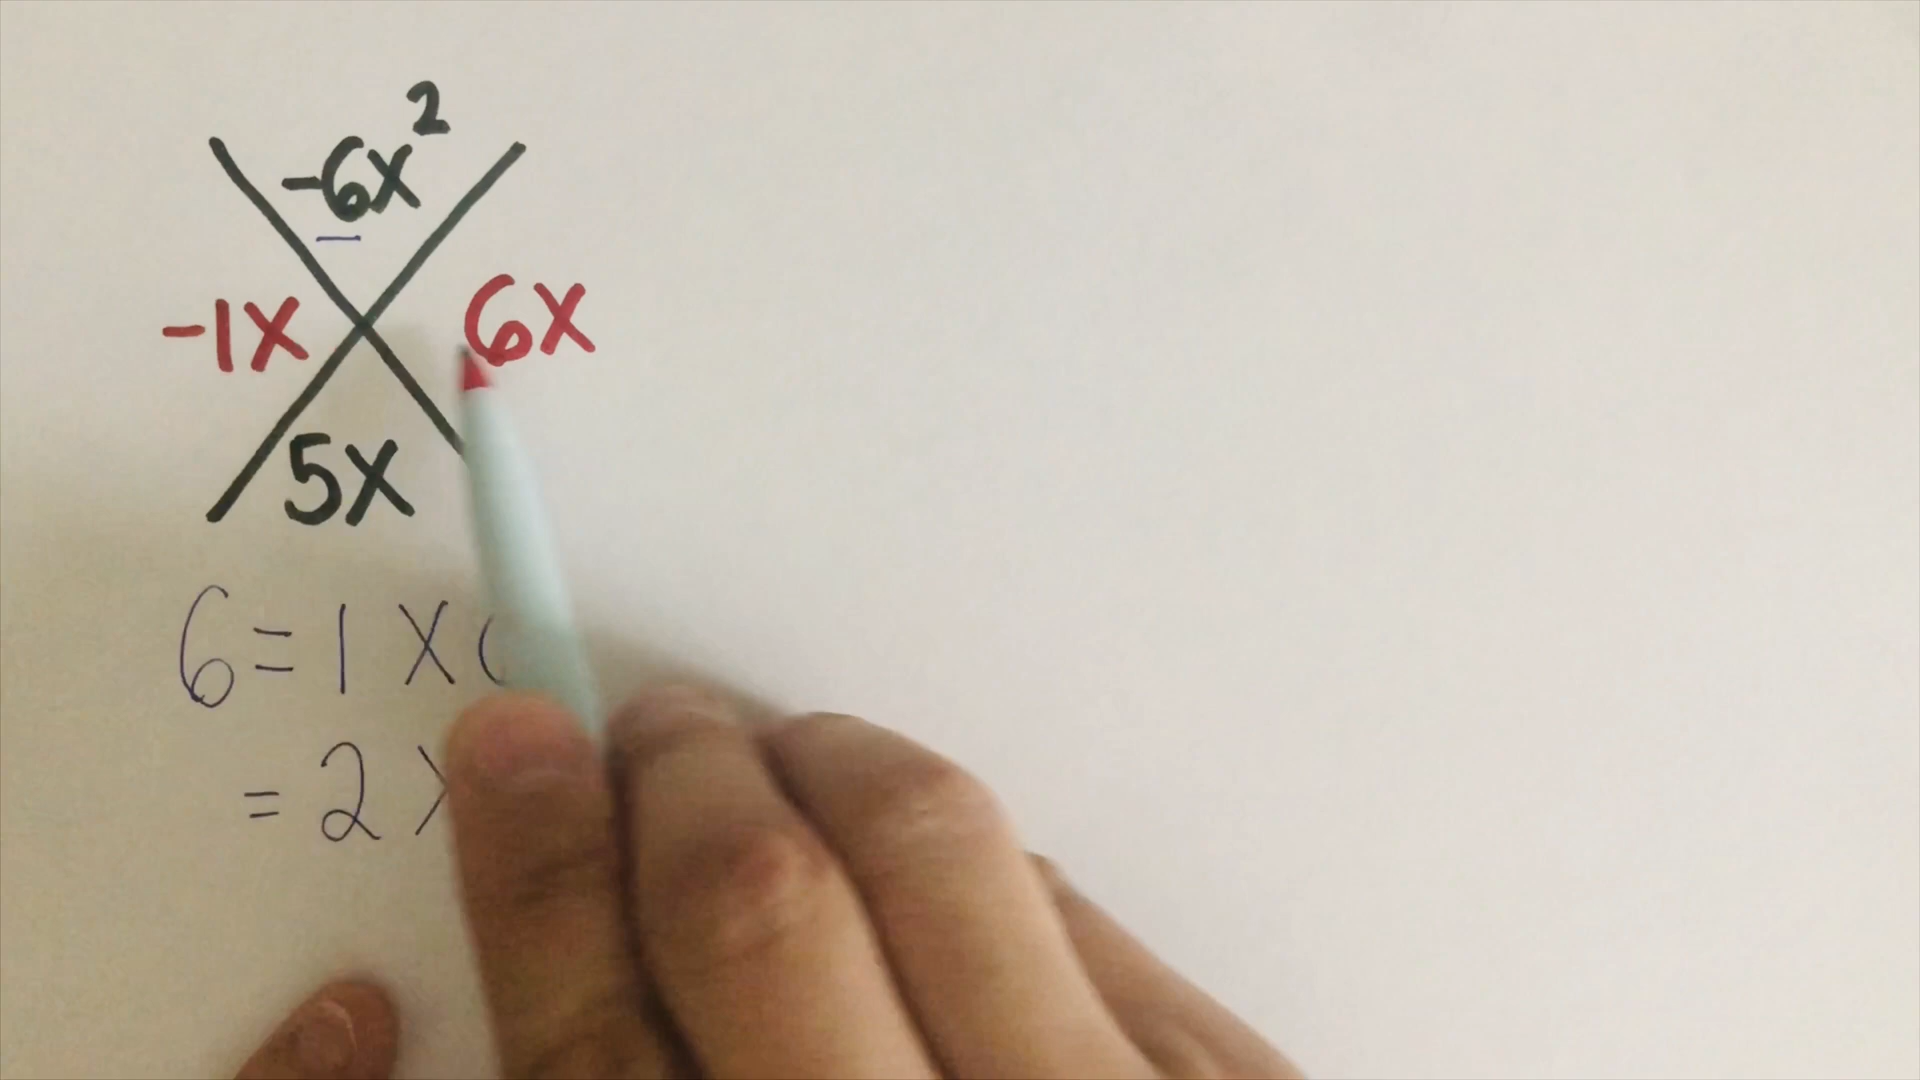 -6x²
-1x 6x
5x
6 = 1 x
= 2